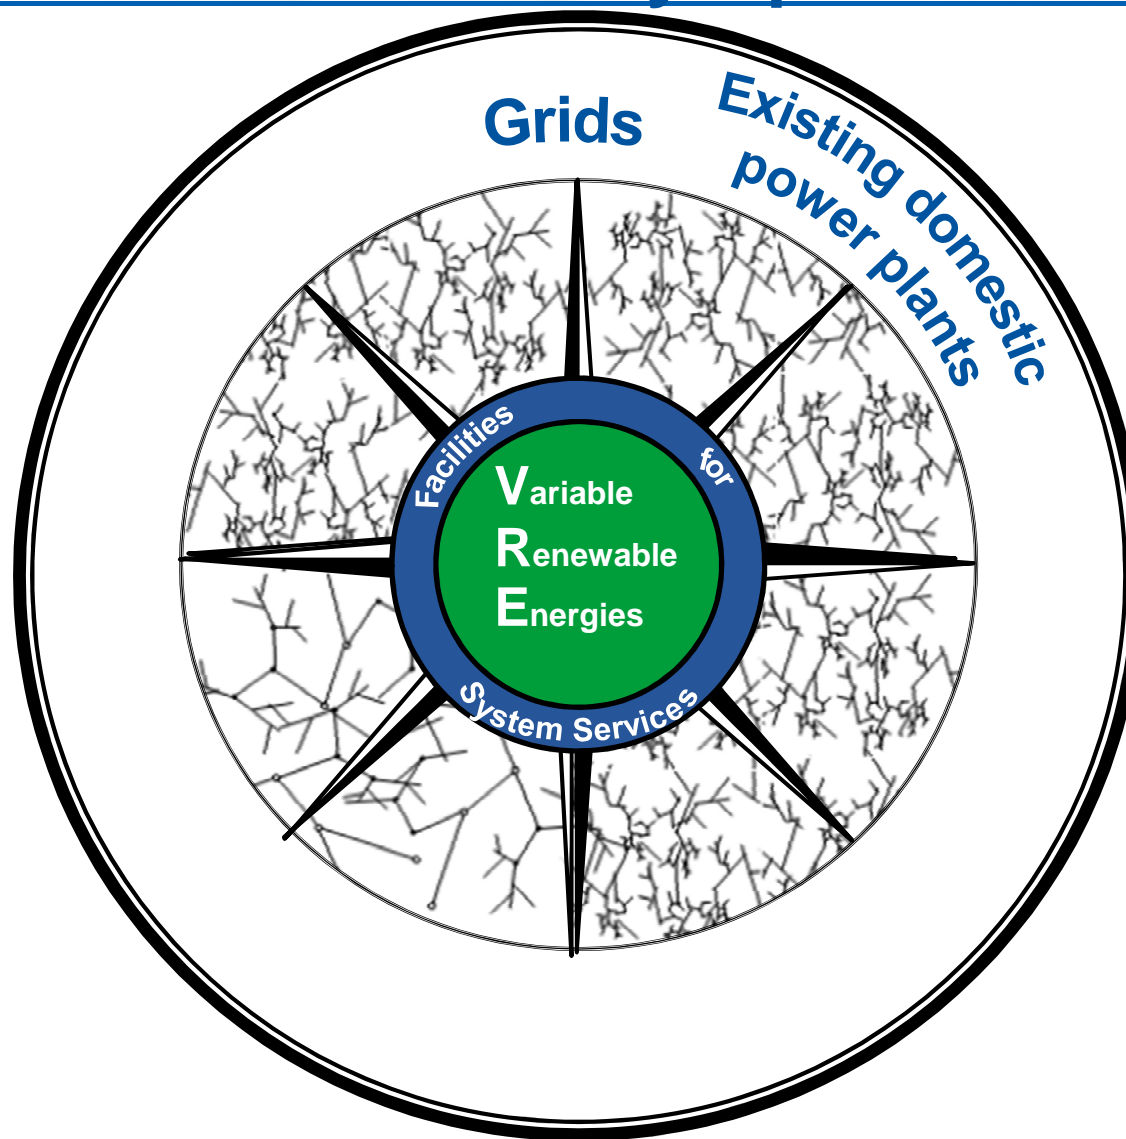 Grids
Existing domestic
power plants
Facilities for
System Services
Variable
Renewable
Energies